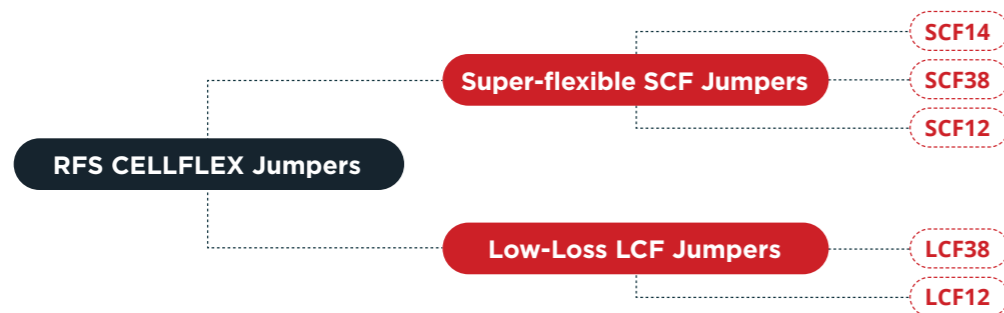 SCF14
Super-flexible SCF Jumpers
SCF38
SCF12
RFS CELLFLEX Jumpers
Low-Loss LCF Jumpers
LCF38
LCF12